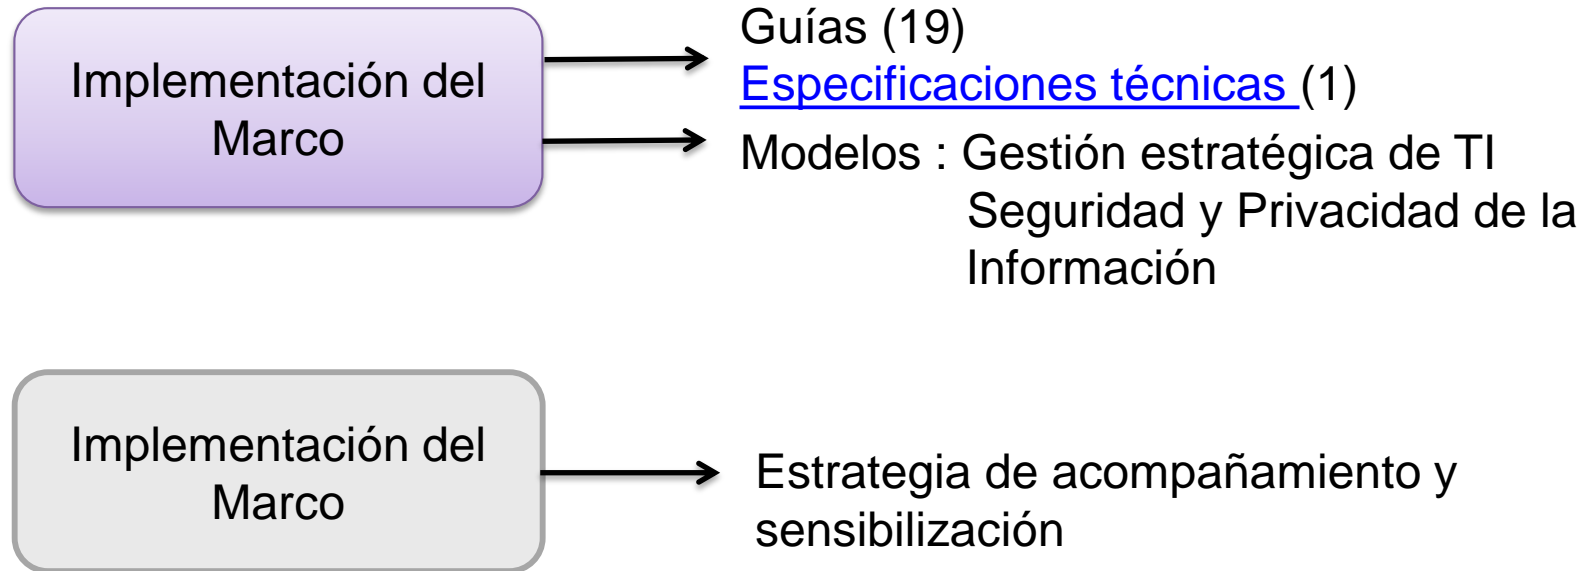 Implementación del
Marco
Guías (19)
Especificaciones técnicas (1)
Modelos : Gestión estratégica de TI
Seguridad y Privacidad de la
Información
Implementación del
Marco
Estrategia de acompañamiento y
sensibilización